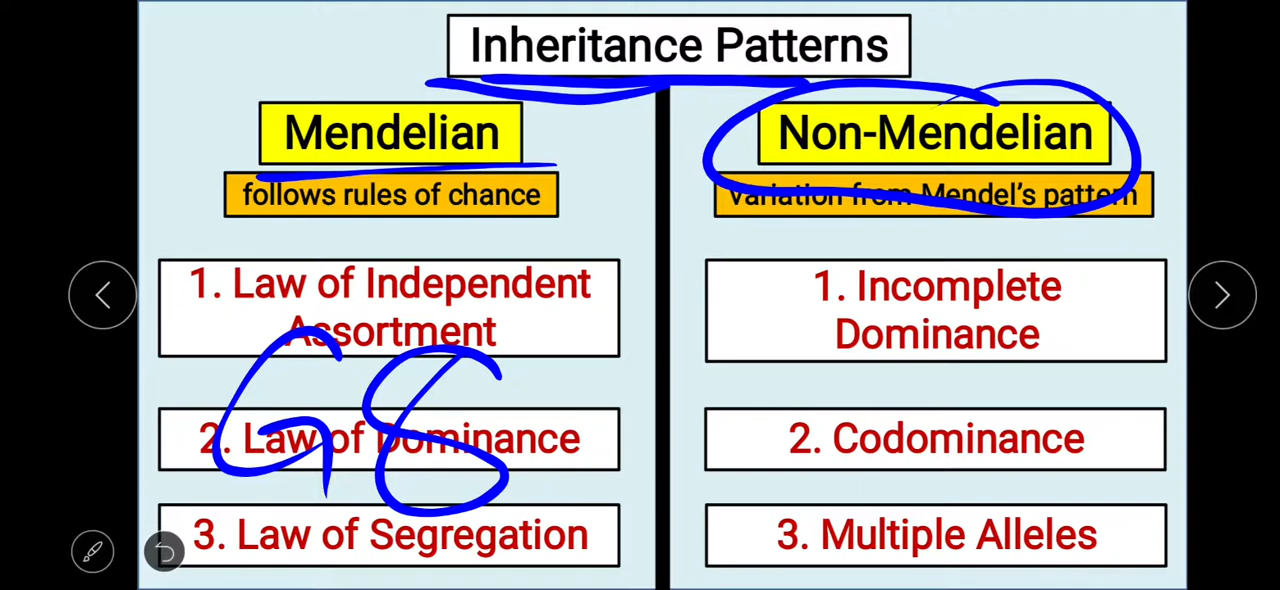 Inheritance Patterns
Mendelian
follows rules of chance
1. Law of Independent
Assortment
2. Law of Dominance
3. Law of Segregation
G8
Non-Mendelian
Variation from Mendel's pattern
1. Incomplete
Dominance
2. Codominance
3. Multiple Alleles